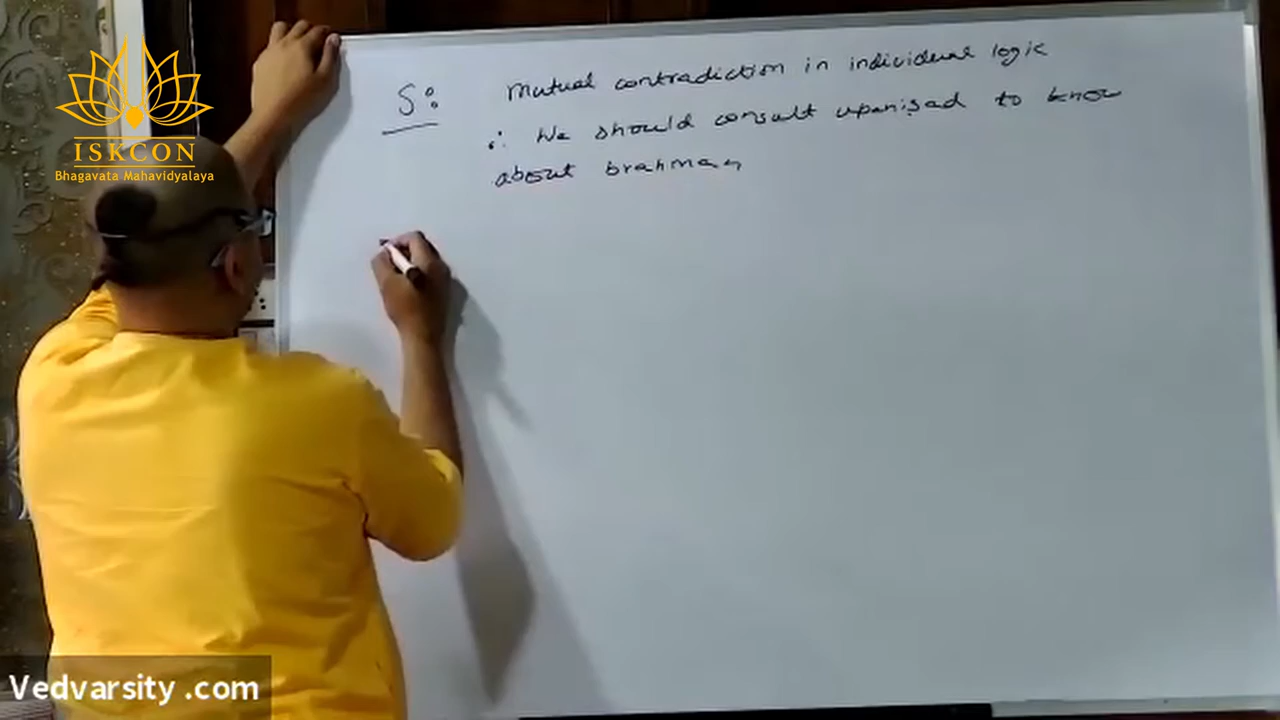 ISKCON
Bhagavata Mahavidyalaya
S: Mutual contradiction in individual logic
∴ We should consult upaniṣad to know
about brahman
Vedvarsity .com